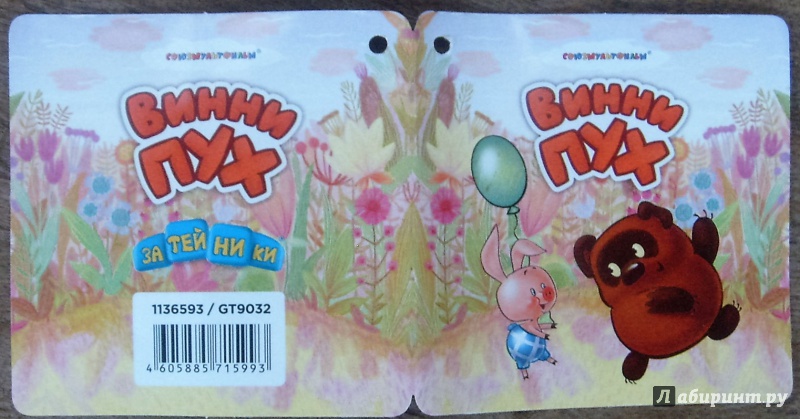 СОЮЗМУЛЬТФИЛЬМ®
ВИННИ
ПУХ
ЗАТЕЙНИКИ
1136593 / GT9032
4 605885 715993
СОЮЗМУЛЬТФИЛЬМ®
ВИННИ
ПУХ
Лабиринт.ру